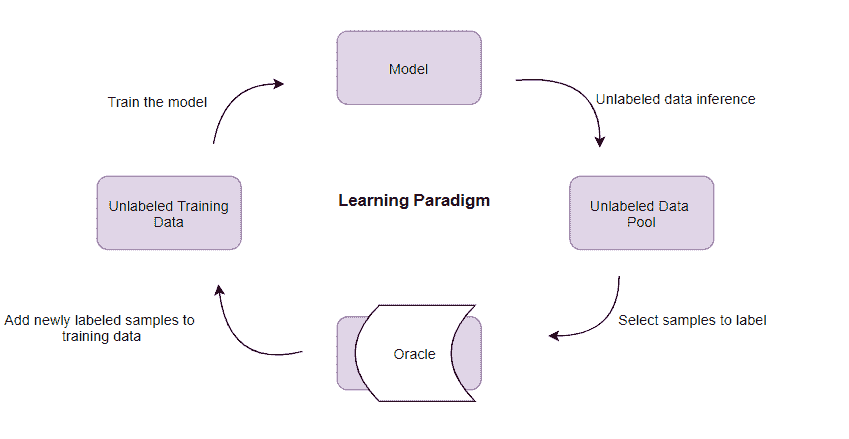 Model
Train the model
Unlabeled data inference
Unlabeled Training
Data
Learning Paradigm
Unlabeled Data
Pool
Add newly labeled samples to
training data
Select samples to label
Oracle